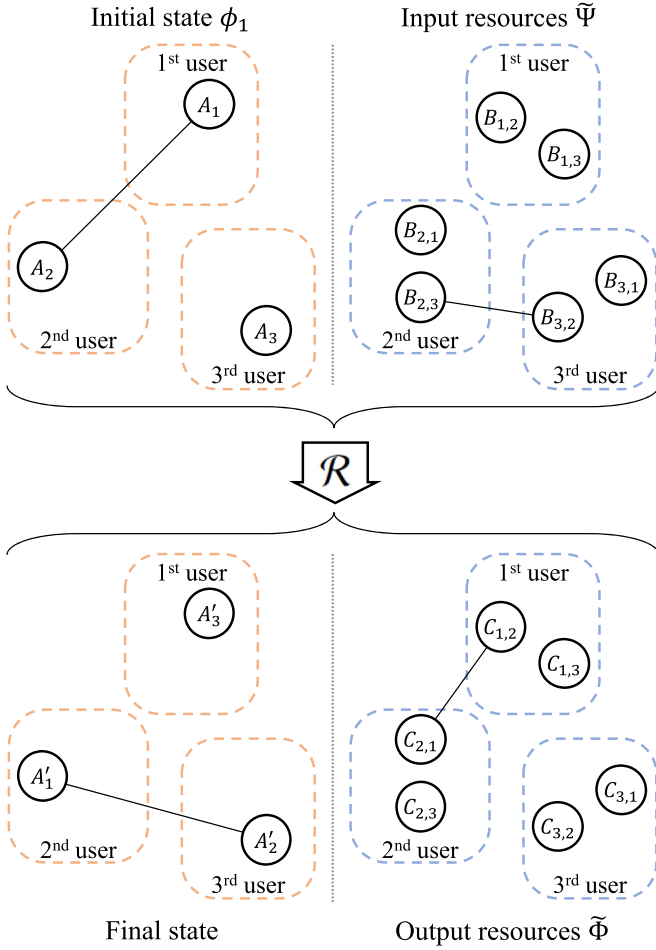 Initial state ϕ₁
Input resources Ψ̃
1ˢᵗ user
A₁
A₂
2ⁿᵈ user
A₃
3ʳᵈ user
1ˢᵗ user
B₁,₂
B₁,₃
B₂,₁
B₂,₃
2ⁿᵈ user
B₃,₁
B₃,₂
3ʳᵈ user
ℛ
1ˢᵗ user
A′₃
A′₁
2ⁿᵈ user
A′₂
3ʳᵈ user
1ˢᵗ user
C₁,₂
C₁,₃
C₂,₁
C₂,₃
2ⁿᵈ user
C₃,₁
C₃,₂
3ʳᵈ user
Final state
Output resources Φ̃